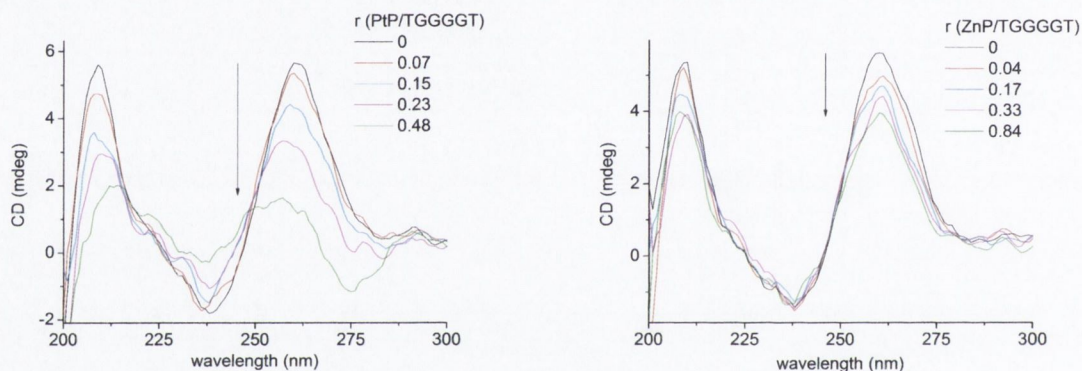 r (PtP/TGGGGT)
0
0.07
0.15
0.23
0.48
6
4
2
0
-2
CD (mdeg)
200 225 250 275 300
wavelength (nm)
r (ZnP/TGGGGT)
0
0.04
0.17
0.33
0.84
4
2
0
CD (mdeg)
200 225 250 275 300
wavelength (nm)